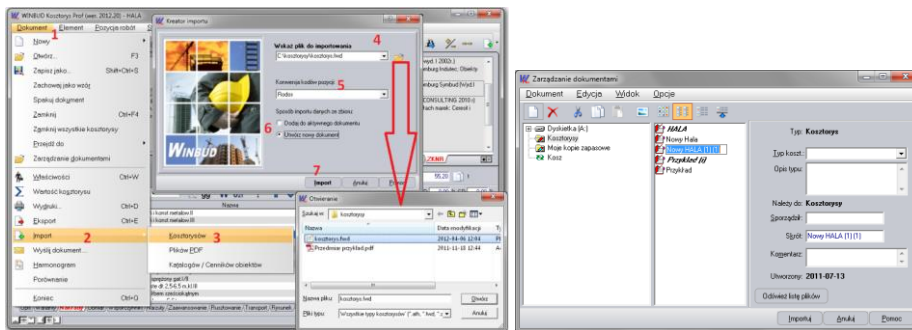 WINBUD Kosztorys Prof (wer. 2012.20) - HALA
Dokument Element Pozycja robót
1
Nowy
Otwórz... F3
Zapisz jako... Shift+Ctrl+S
Zachowaj jako wzór
Sprawdź dokument
Zamknij Ctrl+F4
Zamknij wszystkie kosztorysy
Przejdź do
Zarządzanie dokumentami
Właściwości Ctrl+W
Wartość kosztorysu
Wydruki... Ctrl+D
Eksport Ctrl+E
Import 2
Wyślij dokument...
Harmonogram
Porównanie
Koniec Ctrl+Q
Kosztorysów 3
Plików PDF
Katalogów / Cenników obiektów
Nazwa
Kreator importu
Wskaż plik do importowania 4
C:\kosztorysy\kosztorys.fwd
Konwersja kodów pozycji: 5
Rodos
Sposób importu danych ze zbioru:
Dodaj do aktywnego dokumentu
6
Utwórz nowy dokument
WINBUD
7
Import Anuluj Pomoc
55,20
Otwieranie
Szukaj w: kosztorysy
Nazwa Data modyfikacji
kosztorys.fwd 2012-04-06 12:44
Przedmiar przykład.pdf 2011-11-18 12:44
Nazwa pliku: kosztorys.fwd Otwórz
Pliki typu: Anuluj
Zarządzanie dokumentami
Dokument Edycja Widok Opcje
Dyskietka (A:)
Kosztorysy
Moje kopie zapasowe
Kosz
HALA
Nowy Hala
Nowy HALA (1) (1)
Przykład (i)
Przykład
Typ: Kosztorys
Typ koszt.:
Opis typu:
Należy do: Kosztorysy
Sporządził:
Skrót: Nowy HALA (1) (1)
Komentarz:
Utworzony: 2011-07-13
Odśwież listę plików
Importuj Anuluj Pomoc